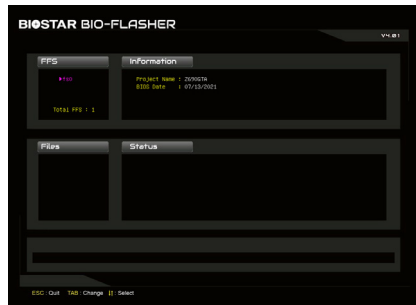 BIOSTAR BIO-FLASHER
V4.01
FFS
Information
Project Name : Z690GTA
BIOS Date : 07/13/2021
Total FFS : 1
Files
Status
ESC : Quit TAB : Change : Select